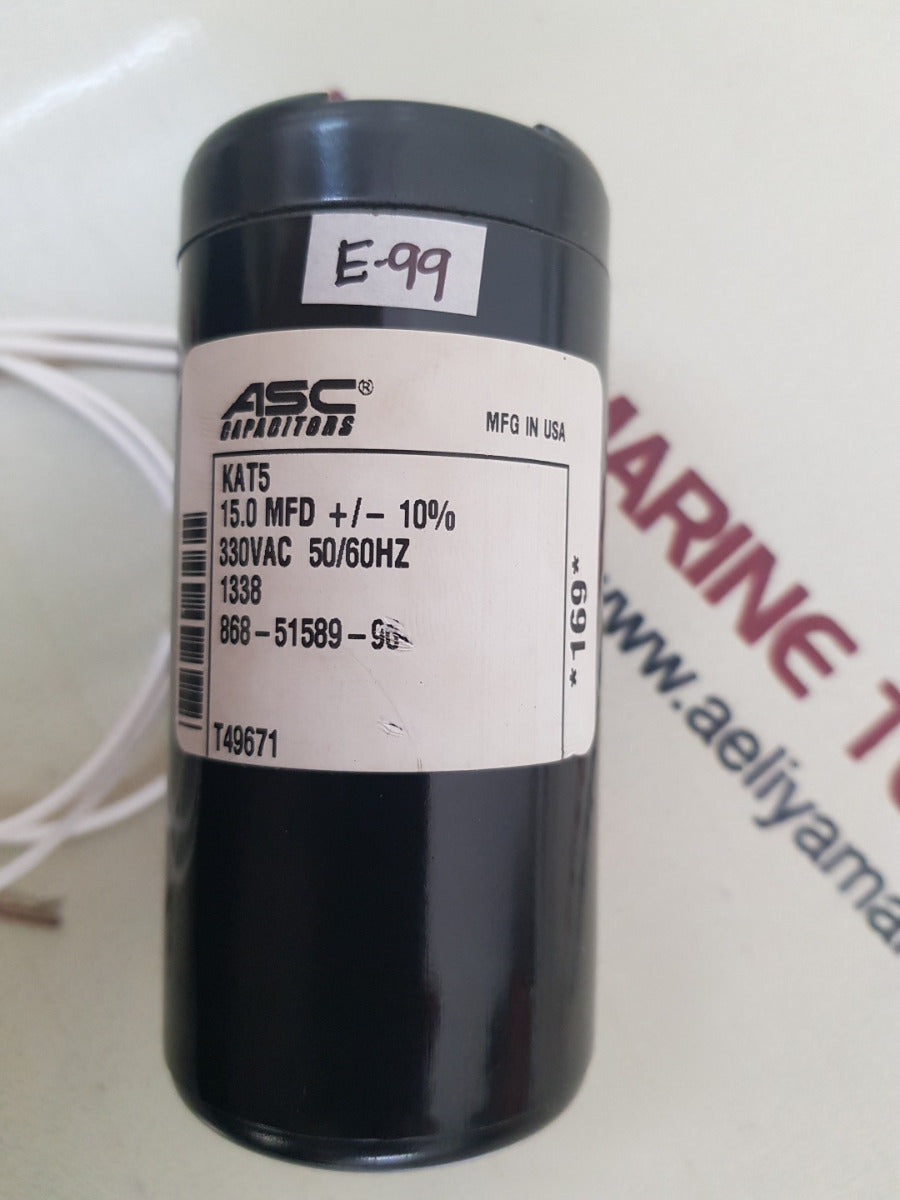 E-99
ASC®
CAPACITORS
MFG IN USA
KAT5
15.0 MFD +/- 10%
330VAC 50/60HZ
1338
868-51589-
T49671
*169*
MARINE
www.aeliyama